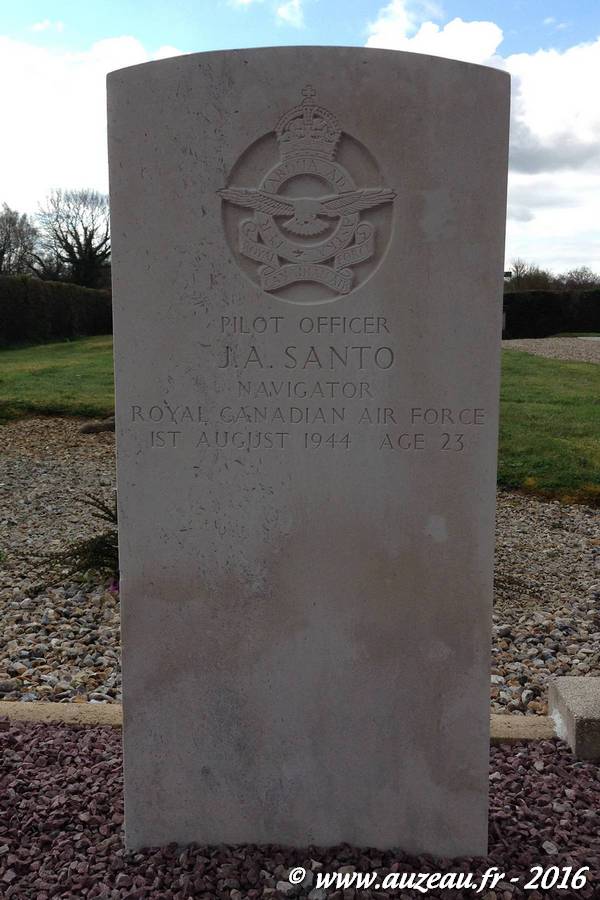 PILOT OFFICER
J.A. SANTO
NAVIGATOR
ROYAL CANADIAN AIR FORCE
1ST AUGUST 1944 AGE 23
© www.auzeau.fr - 2016